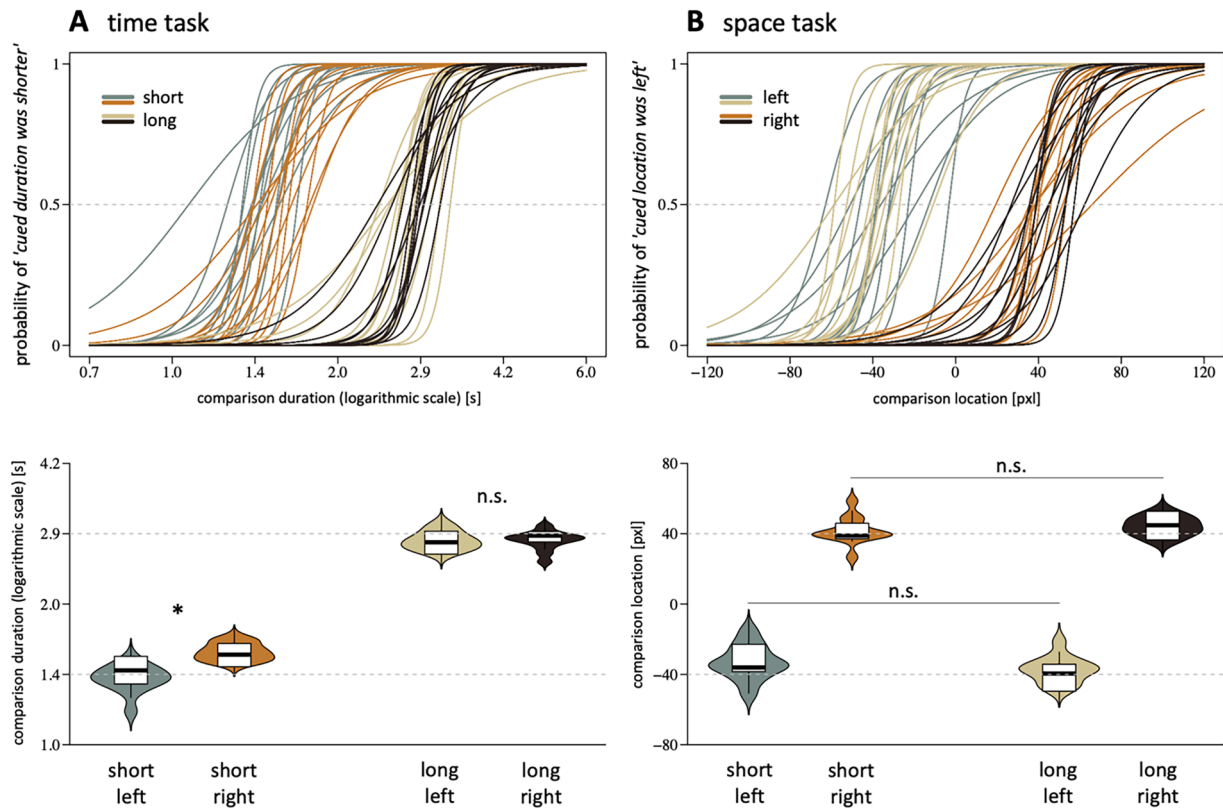 A time task
probability of 'cued duration was shorter'
1
0.5
0
short
long
0.7 1.0 1.4 2.0 2.9 4.2 6.0
comparison duration (logarithmic scale) [s]
B space task
probability of 'cued location was left'
1
0.5
0
left
right
−120 −80 −40 0 40 80 120
comparison location [pxl]
comparison duration (logarithmic scale) [s]
4.2
2.9
2.0
1.4
1.0
*
n.s.
short left
short right
long left
long right
comparison location [pxl]
80
40
0
−40
−80
n.s.
n.s.
short left
short right
long left
long right